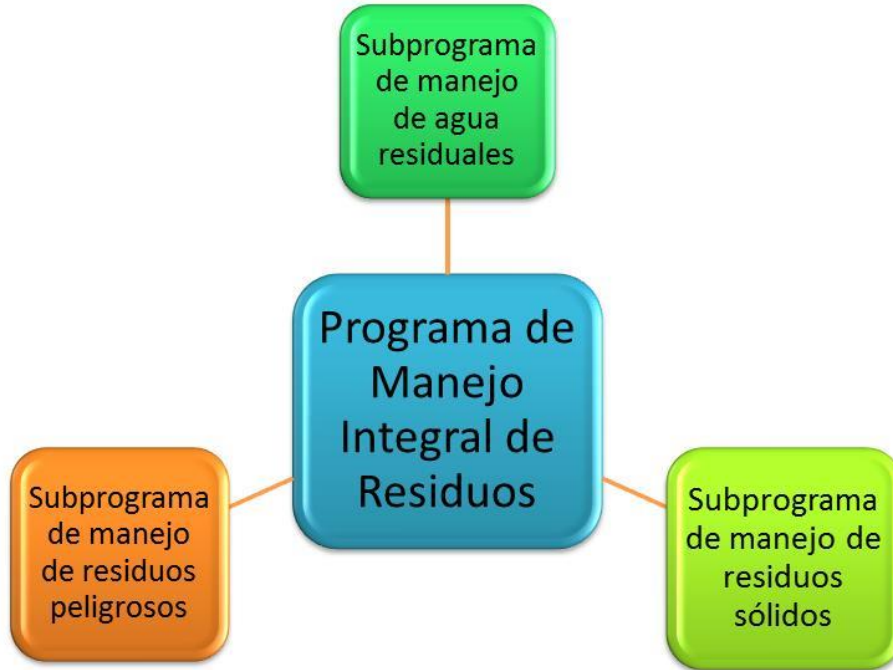 Subprograma
de manejo
de agua
residuales
Programa de
Manejo
Integral de
Residuos
Subprograma
de manejo
de residuos
peligrosos
Subprograma
de manejo de
residuos
sólidos